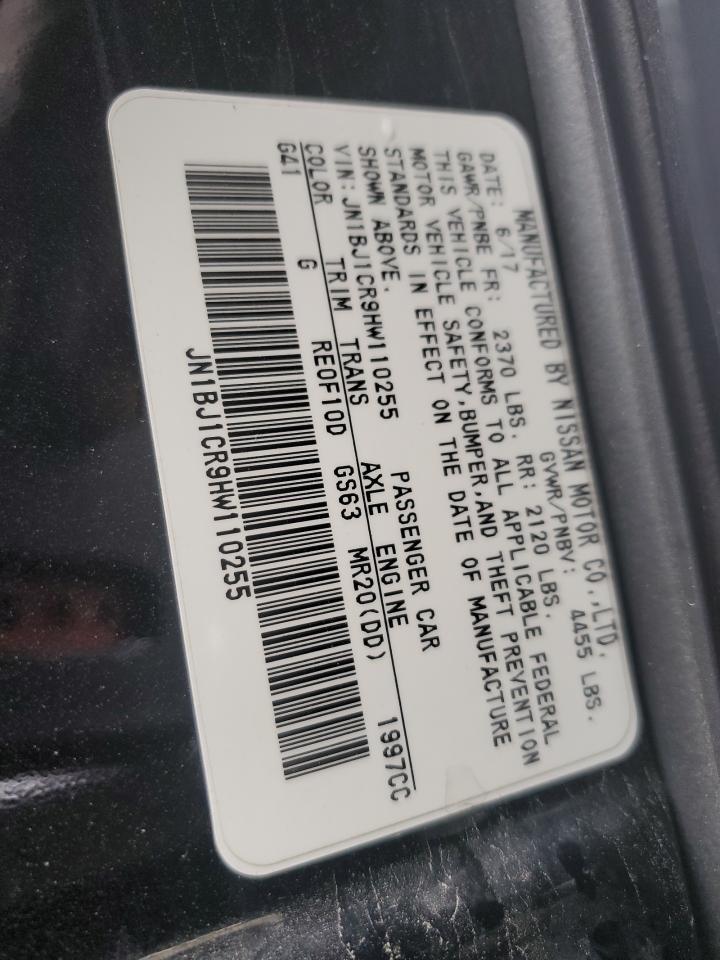 MANUFACTURED BY NISSAN MOTOR CO.,LTD.
DATE: 6/17 GVWR/PNBV: 4455 LBS.
GAWR/PNBE FR: 2370 LBS. RR: 2120 LBS.
THIS VEHICLE CONFORMS TO ALL APPLICABLE FEDERAL
MOTOR VEHICLE SAFETY,BUMPER,AND THEFT PREVENTION
STANDARDS IN EFFECT ON THE DATE OF MANUFACTURE
SHOWN ABOVE.
VIN: JN1BJ1CR9HW110255 PASSENGER CAR
COLOR TRIM TRANS AXLE ENGINE
G41 G RE0F10D GS63 MR20(DD) 1997CC
JN1BJ1CR9HW110255